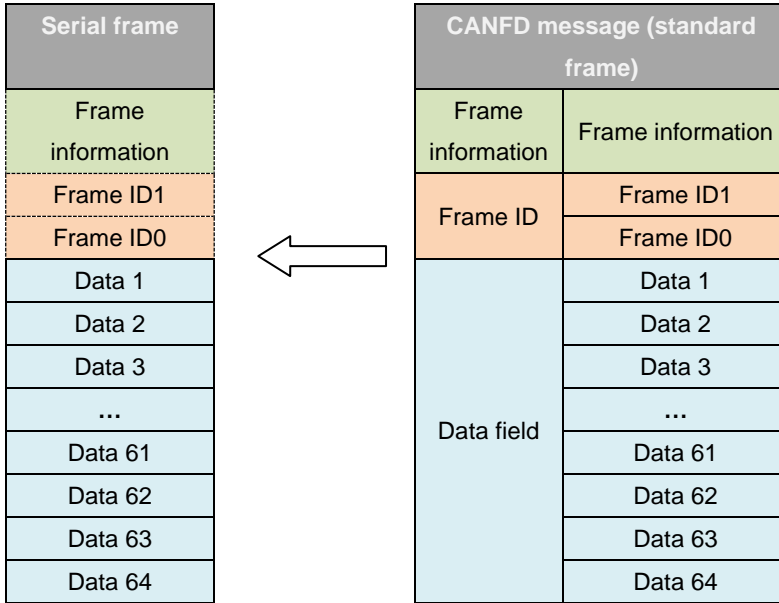 Serial frame
Frame
information
Frame ID1
Frame ID0
Data 1
Data 2
Data 3
…
Data 61
Data 62
Data 63
Data 64
CANFD message (standard
frame)
Frame
information
Frame information
Frame ID
Frame ID1
Frame ID0
Data field
Data 1
Data 2
Data 3
…
Data 61
Data 62
Data 63
Data 64